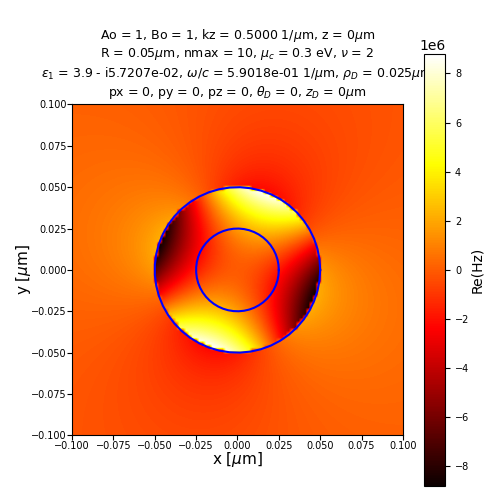 Ao = 1, Bo = 1, kz = 0.5000 1/μm, z = 0μm
R = 0.05μm, nmax = 10, μc = 0.3 eV, ν = 2
ε1 = 3.9 - i5.7207e-02, ω/c = 5.9018e-01 1/μm, ρD = 0.025μm
px = 0, py = 0, pz = 0, θD = 0, zD = 0μm
1e6
0.100
0.075
0.050
0.025
0.000
−0.025
−0.050
−0.075
−0.100
y [μm]
−0.100 −0.075 −0.050 −0.025 0.000 0.025 0.050 0.075 0.100
x [μm]
8
6
4
2
0
−2
−4
−6
−8
Re(Hz)